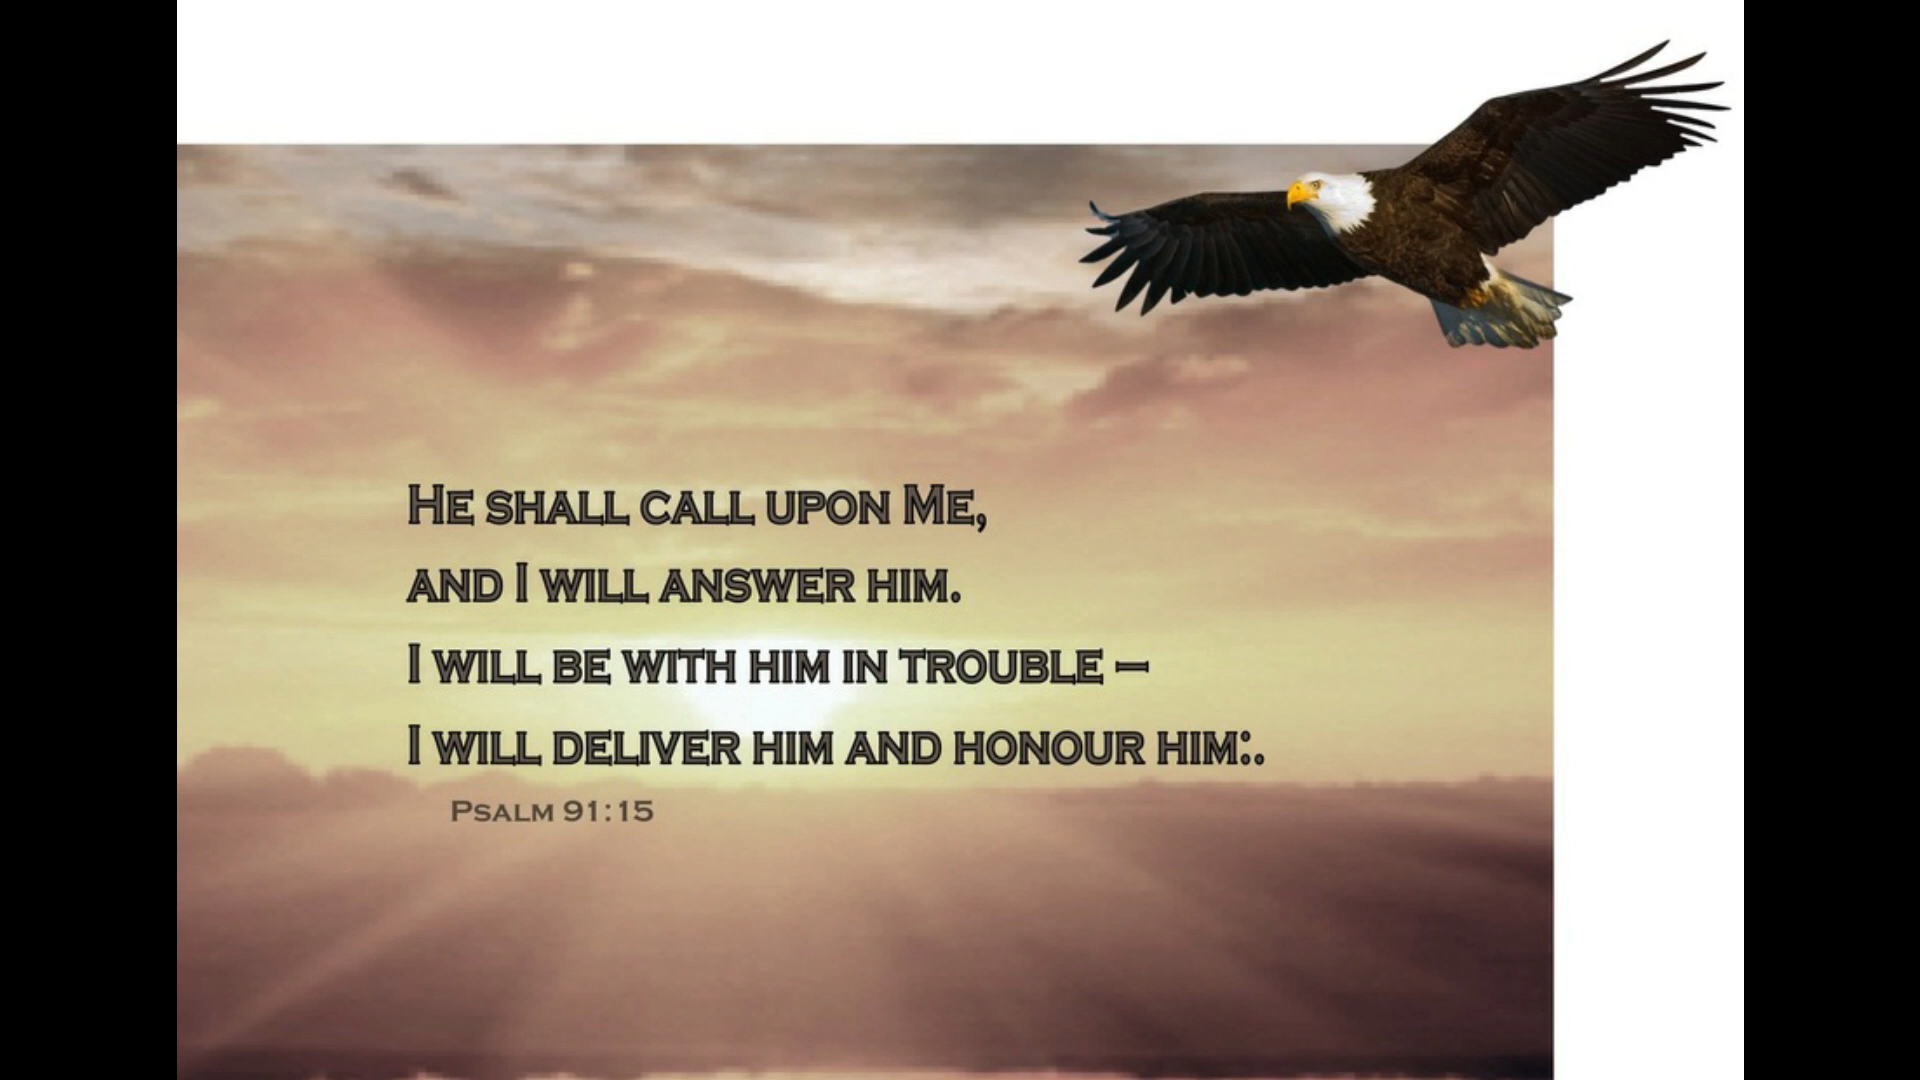 He shall call upon Me,
and I will answer him.
I will be with him in trouble –
I will deliver him and honour him:.
Psalm 91:15